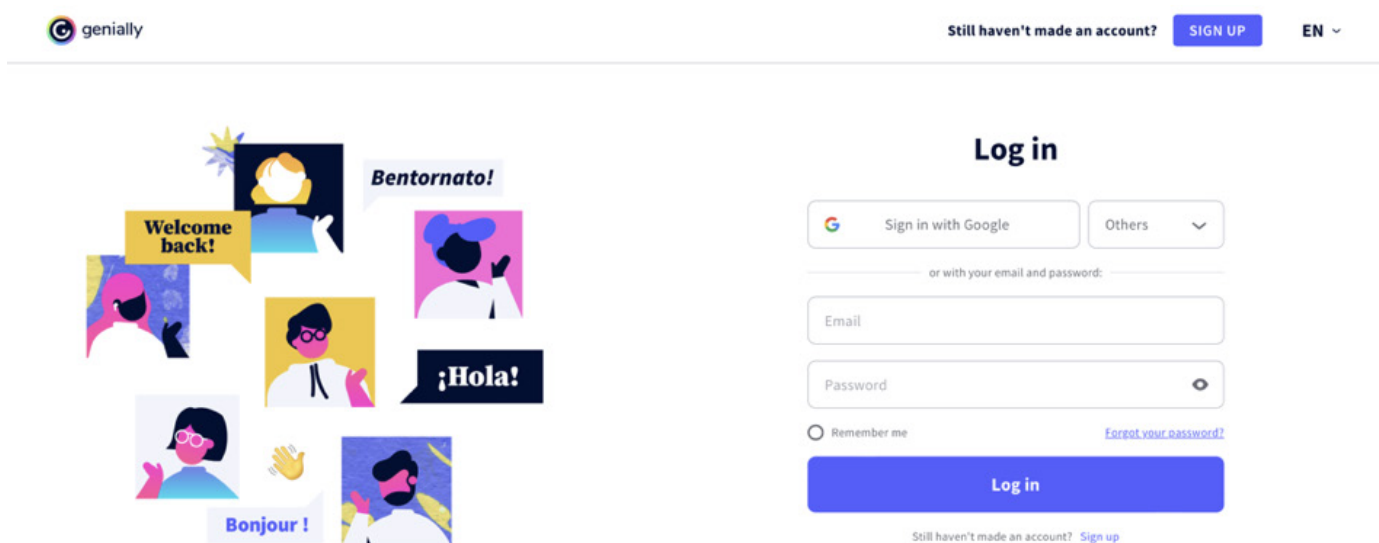 genially
Still haven't made an account? SIGN UP EN
Bentornato!
Welcome
back!
¡Hola!
Bonjour !
Log in
Sign in with Google Others
or with your email and password:
Email
Password
Remember me Forgot your password?
Log in
Still haven't made an account? Sign up